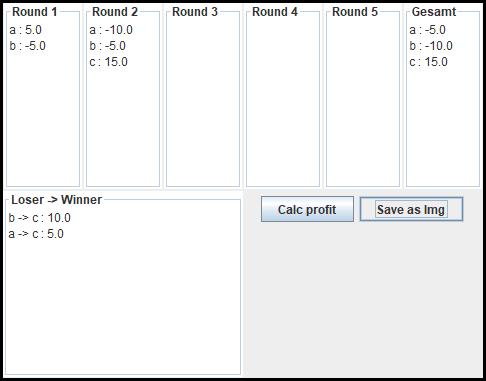 Round 1
a : 5.0
b : -5.0
Round 2
a : -10.0
b : -5.0
c : 15.0
Round 3
Round 4
Round 5
Gesamt
a : -5.0
b : -10.0
c : 15.0
Loser -> Winner
b -> c : 10.0
a -> c : 5.0
Calc profit
Save as Img